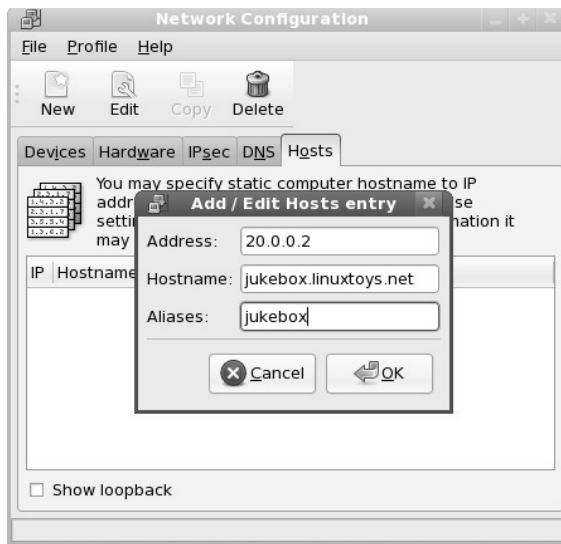 Network Configuration
File Profile Help
New Edit Copy Delete
Devices Hardware IPsec DNS Hosts
You may specify static computer hostname to IP
addr se
setti mation it
may
Add / Edit Hosts entry
Address: 20.0.0.2
Hostname: jukebox.linuxtoys.net
Aliases: jukebox
Cancel OK
IP Hostname
Show loopback